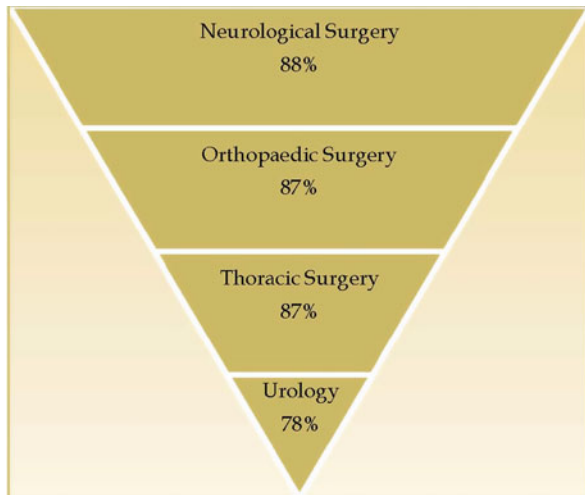 Neurological Surgery
88%
Orthopaedic Surgery
87%
Thoracic Surgery
87%
Urology
78%